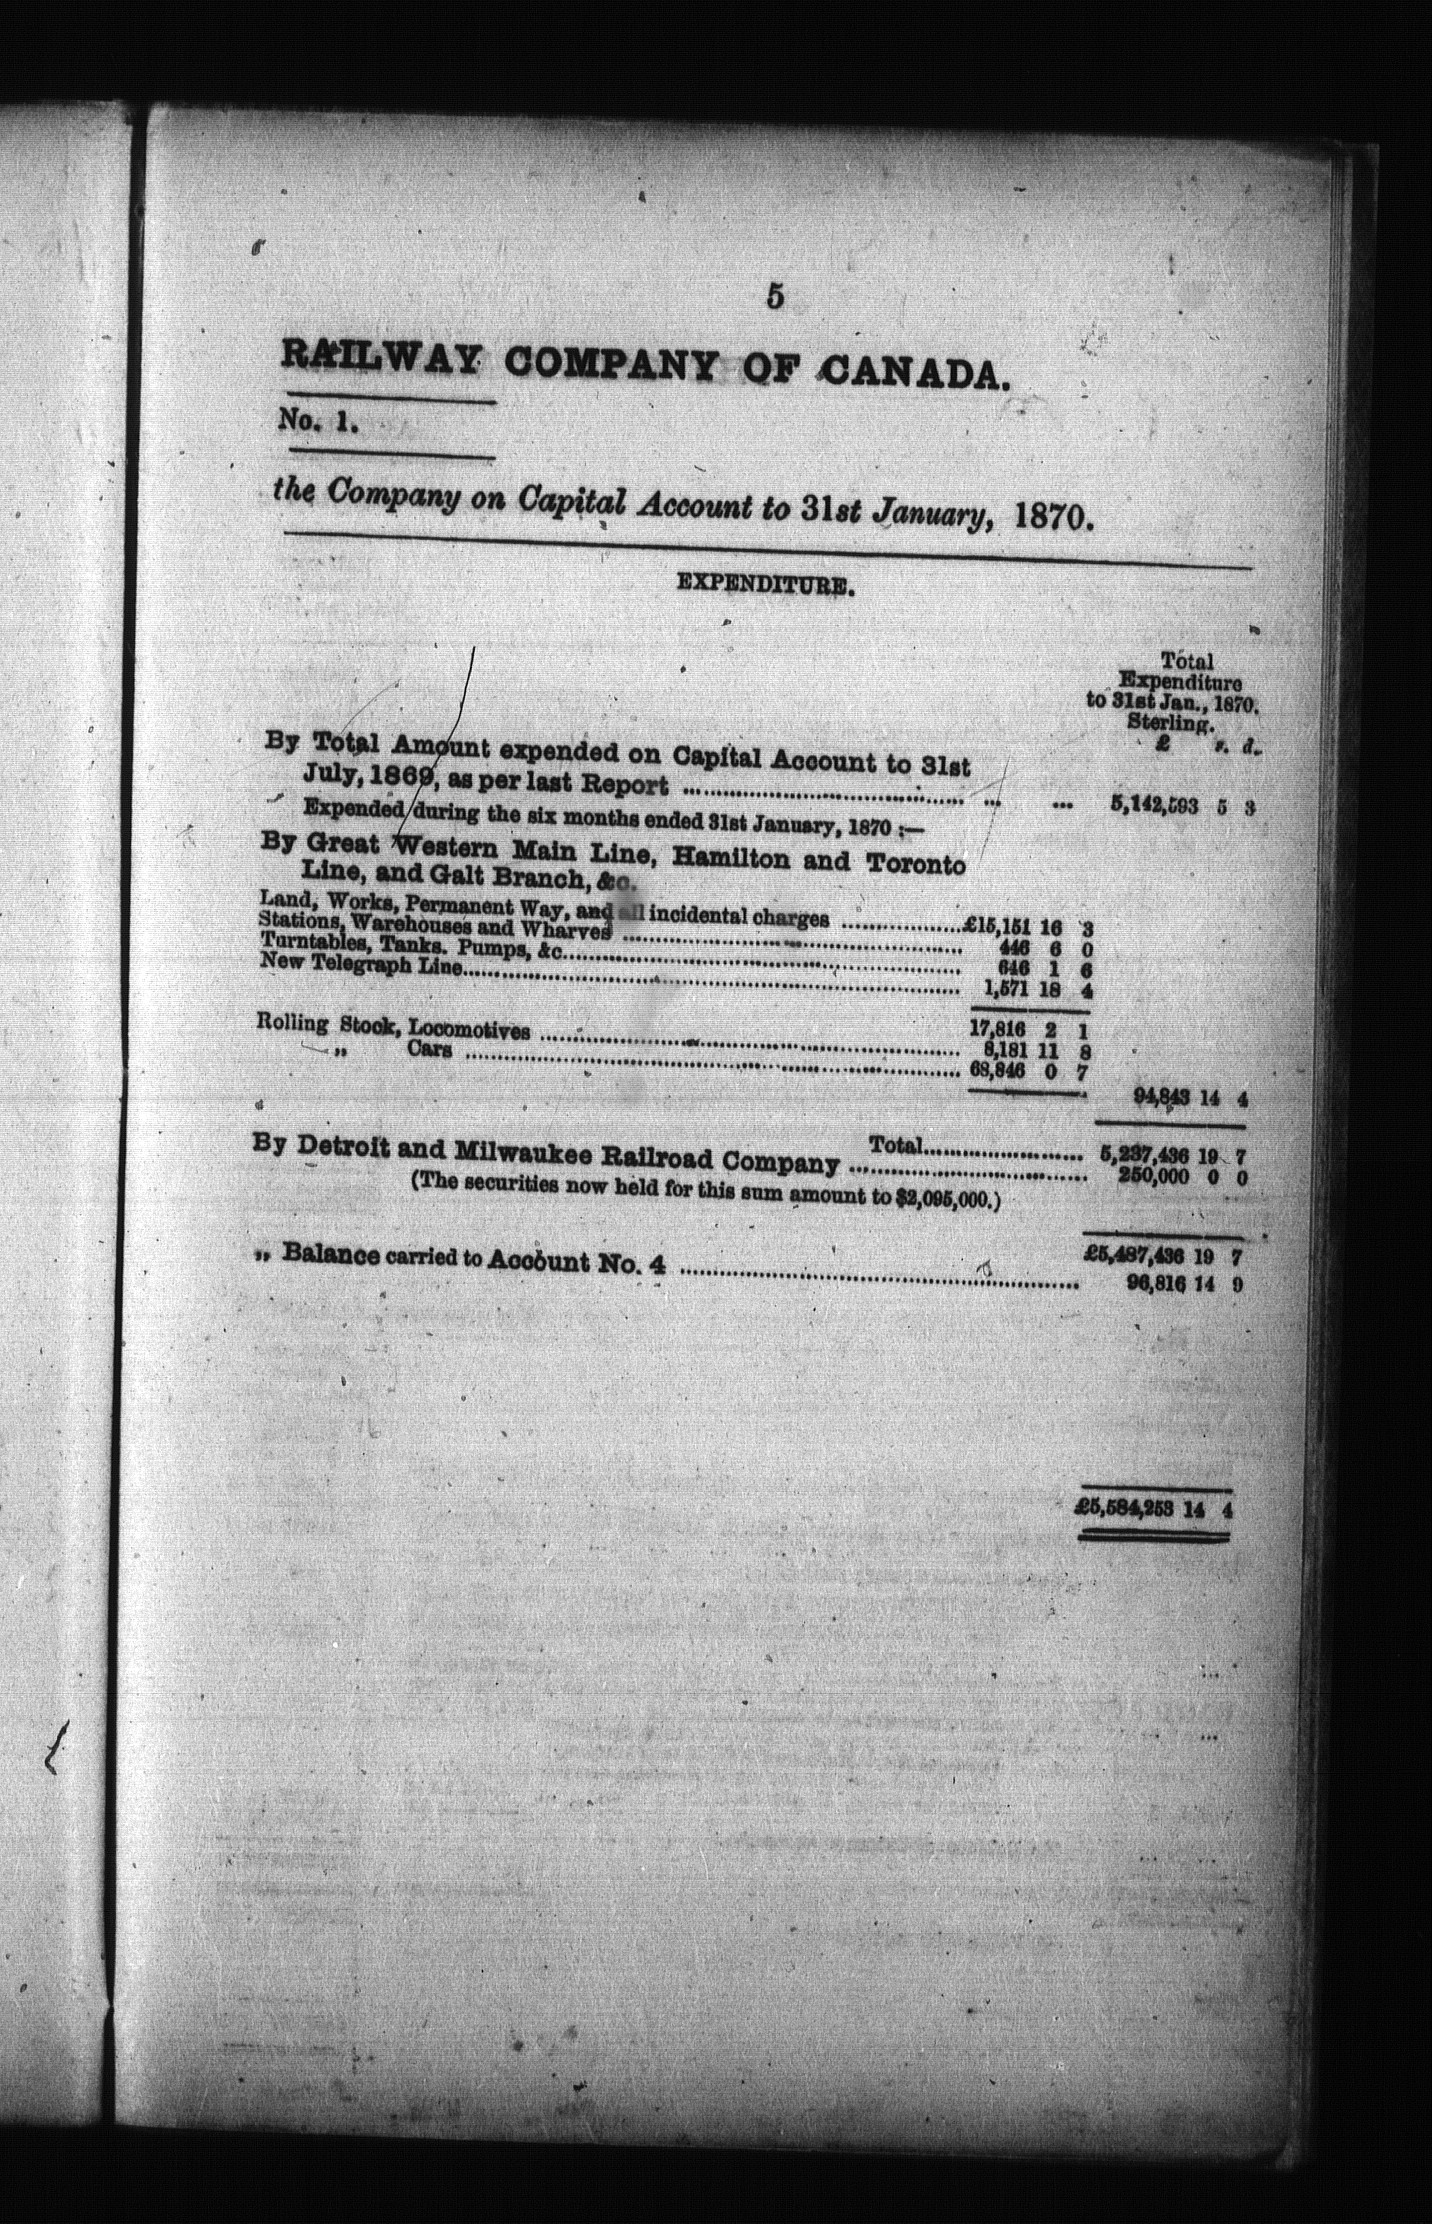 5
RAILWAY COMPANY OF CANADA.
No. 1.
the Company on Capital Account to 31st January, 1870.
EXPENDITURE.
Total
Expenditure
to 31st Jan., 1870.
Sterling.
£ s. d.
By Total Amount expended on Capital Account to 31st
July, 1869, as per last Report ........................................ ... ... 5,142,593 5 3
Expended during the six months ended 31st January, 1870 :—
By Great Western Main Line, Hamilton and Toronto
Line, and Galt Branch, &c.
Land, Works, Permanent Way, and all incidental charges ..................£15,151 16 3
Stations, Warehouses and Wharves .................................................. 446 6 0
Turntables, Tanks. Pumps, &c.......................................................... 646 1 6
New Telegraph Line........................................................................ 1,571 18 4
17,816 2 1
Rolling Stock, Locomotives .............................................................. 8,181 11 8
„ Cars ........................................................................ 68,846 0 7
94,843 14 4
Total........................ 5,237,436 19 7
By Detroit and Milwaukee Railroad Company .................................... 250,000 0 0
(The securities now held for this sum amount to $2,095,000.)
£5,487,436 19 7
„ Balance carried to Account No. 4 ............................................................ 96,816 14 9
£5,584,253 14 4